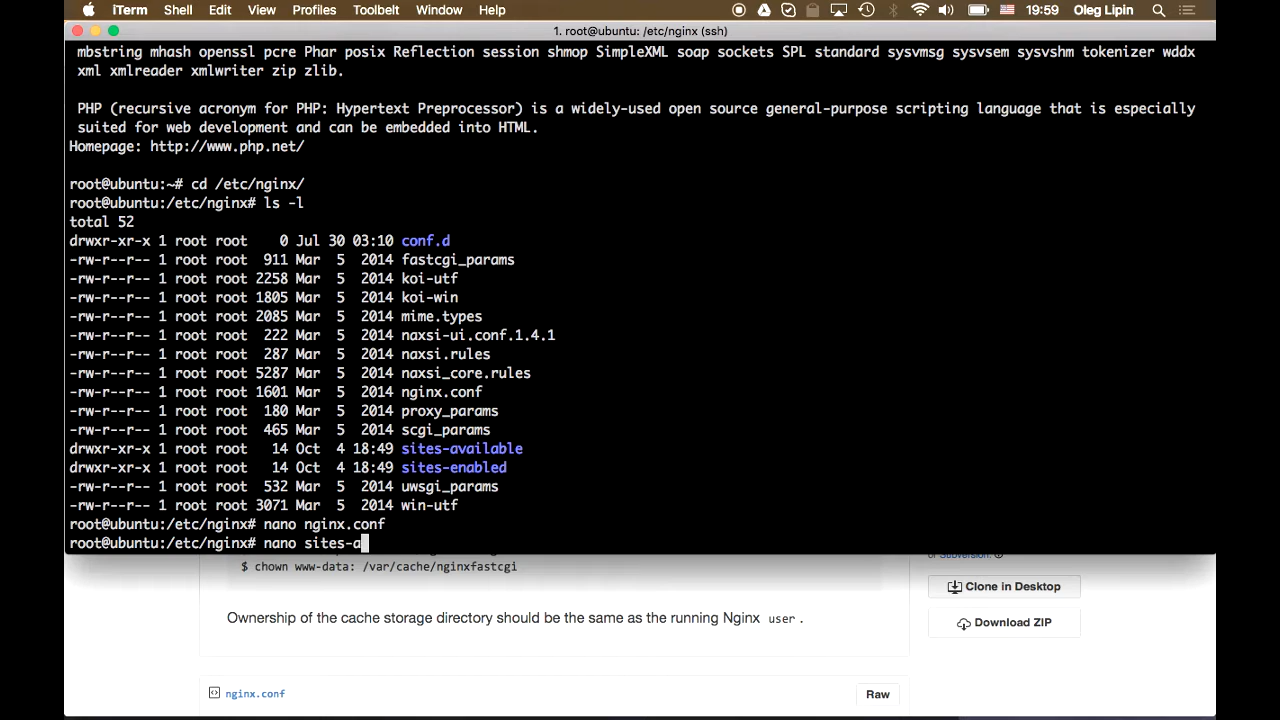 iTerm Shell Edit View Profiles Toolbelt Window Help 19:59 Oleg Lipin
1. root@ubuntu: /etc/nginx (ssh)
mbstring mhash openssl pcre Phar posix Reflection session shmop SimpleXML soap sockets SPL standard sysvmsg sysvsem sysvshm tokenizer wddx
xml xmlreader xmlwriter zip zlib.
PHP (recursive acronym for PHP: Hypertext Preprocessor) is a widely-used open source general-purpose scripting language that is especially
suited for web development and can be embedded into HTML.
Homepage: http://www.php.net/
root@ubuntu:~# cd /etc/nginx/
root@ubuntu:/etc/nginx# ls -l
total 52
drwxr-xr-x 1 root root    0 Jul 30 03:10 conf.d
-rw-r--r-- 1 root root  911 Mar  5  2014 fastcgi_params
-rw-r--r-- 1 root root 2258 Mar  5  2014 koi-utf
-rw-r--r-- 1 root root 1805 Mar  5  2014 koi-win
-rw-r--r-- 1 root root 2085 Mar  5  2014 mime.types
-rw-r--r-- 1 root root  222 Mar  5  2014 naxsi-ui.conf.1.4.1
-rw-r--r-- 1 root root  287 Mar  5  2014 naxsi.rules
-rw-r--r-- 1 root root 5287 Mar  5  2014 naxsi_core.rules
-rw-r--r-- 1 root root 1601 Mar  5  2014 nginx.conf
-rw-r--r-- 1 root root  180 Mar  5  2014 proxy_params
-rw-r--r-- 1 root root  465 Mar  5  2014 scgi_params
drwxr-xr-x 1 root root   14 Oct  4 18:49 sites-available
drwxr-xr-x 1 root root   14 Oct  4 18:49 sites-enabled
-rw-r--r-- 1 root root  532 Mar  5  2014 uwsgi_params
-rw-r--r-- 1 root root 3071 Mar  5  2014 win-utf
root@ubuntu:/etc/nginx# nano nginx.conf
root@ubuntu:/etc/nginx# nano sites-a
or Subversion.
$ chown www-data: /var/cache/nginxfastcgi
Clone in Desktop
Ownership of the cache storage directory should be the same as the running Nginx user .
Download ZIP
nginx.conf
Raw